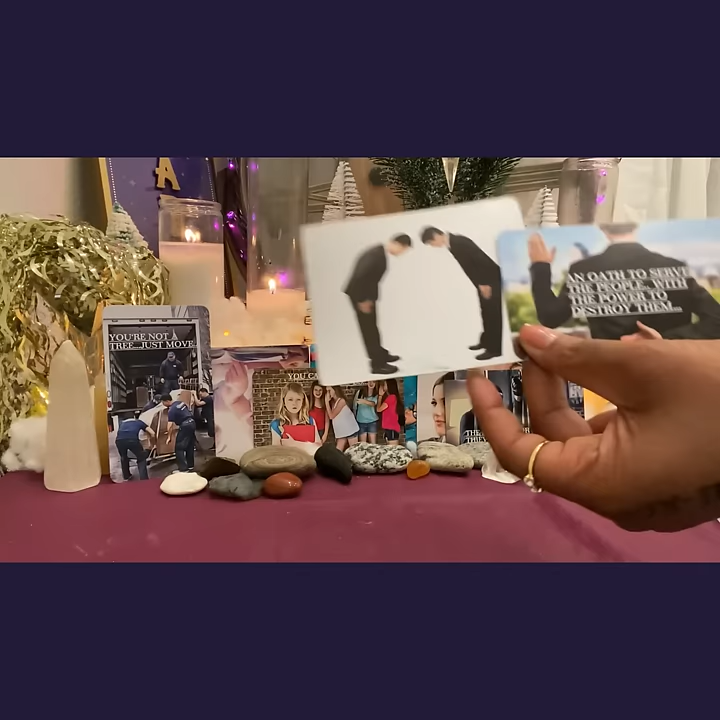 A
AN OATH TO SERVE
THE PEOPLE... WITH
THE POWER TO
DESTROY THEM...
YOU'RE NOT A
TREE...JUST MOVE
YOU CA